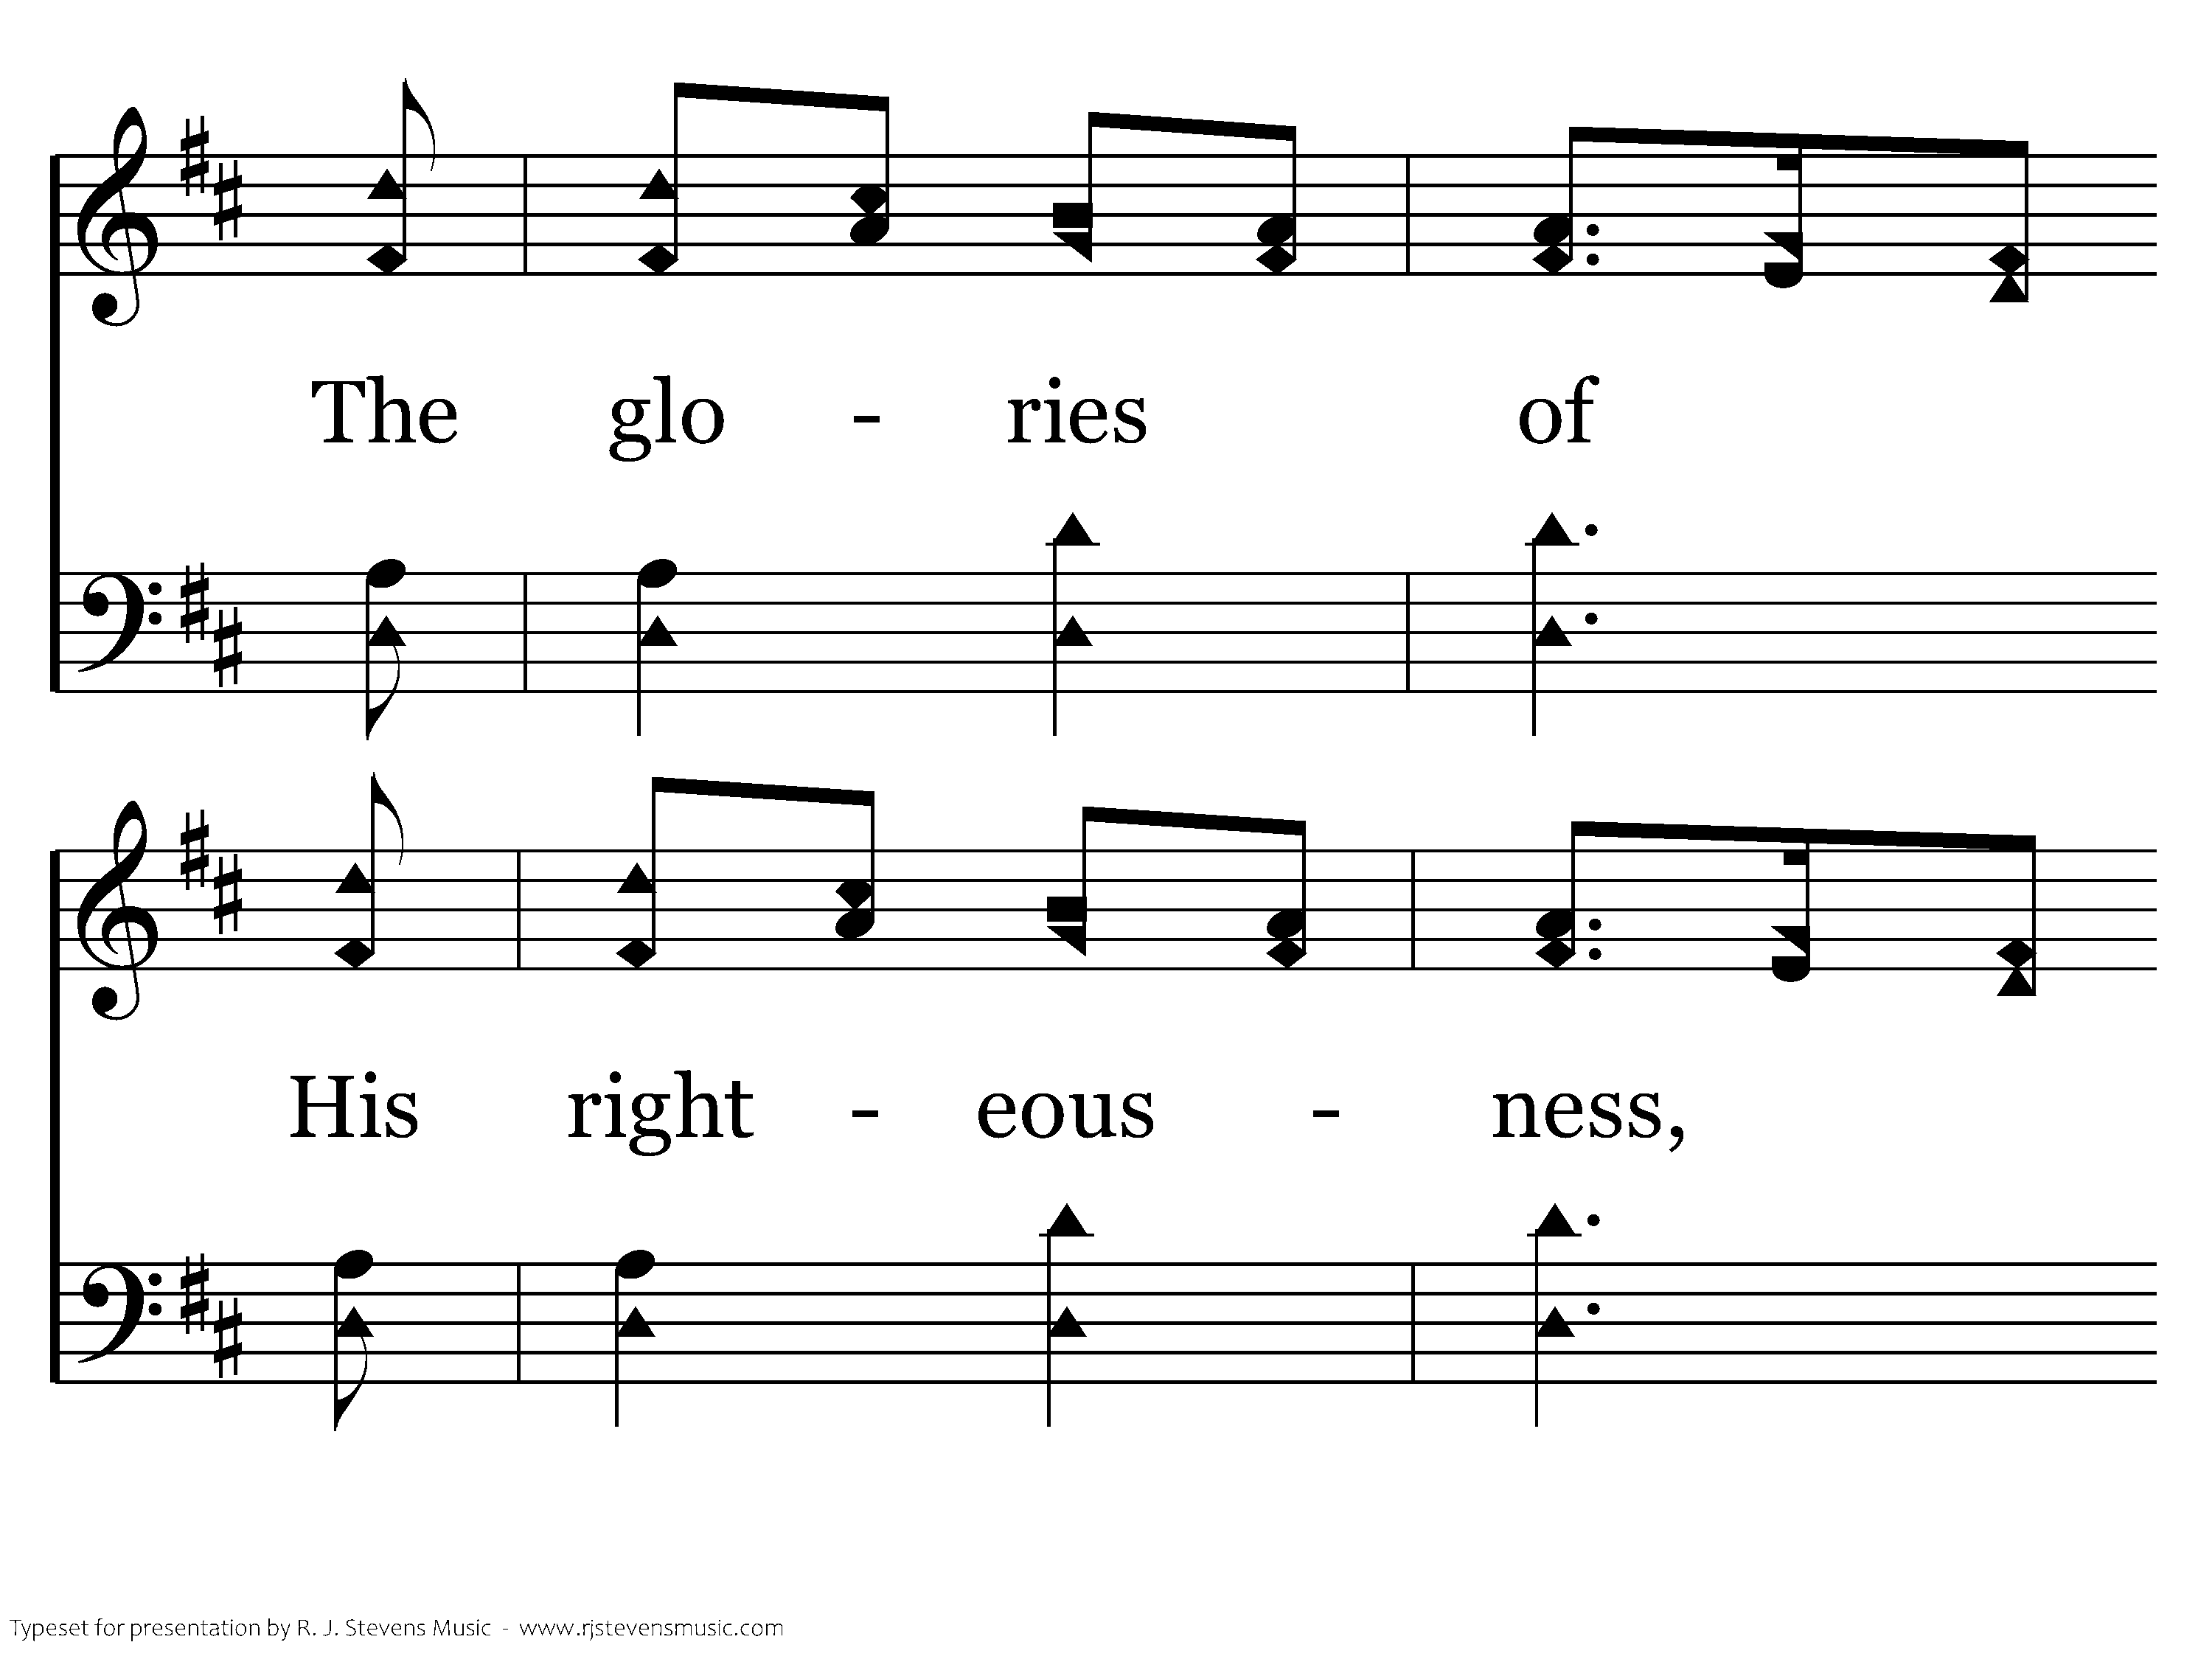 The glo - ries of
His right - eous - ness,
Typeset for presentation by R. J. Stevens Music - www.rjstevensmusic.com